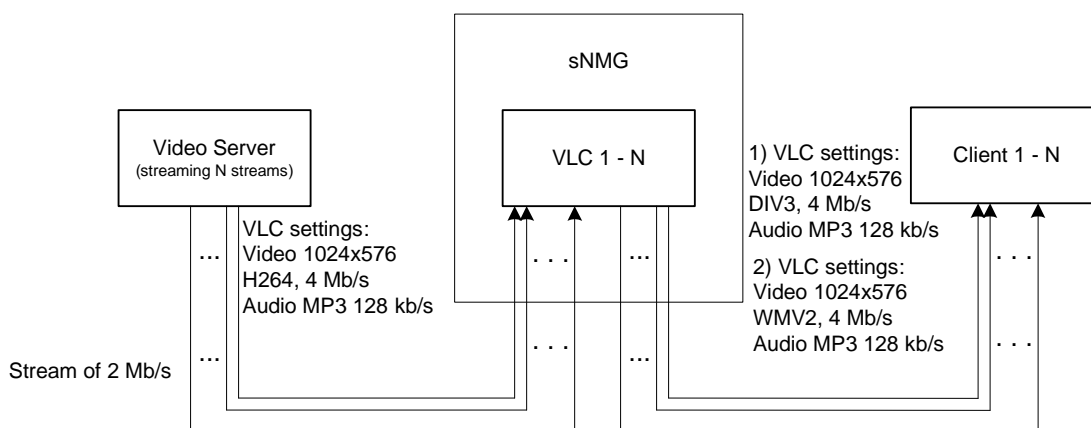 sNMG
Video Server
(streaming N streams)
VLC 1 - N
Client 1 - N
VLC settings:
Video 1024x576
H264, 4 Mb/s
Audio MP3 128 kb/s
1) VLC settings:
Video 1024x576
DIV3, 4 Mb/s
Audio MP3 128 kb/s
2) VLC settings:
Video 1024x576
WMV2, 4 Mb/s
Audio MP3 128 kb/s
...
. . .
...
. . .
...
. . .
...
. . .
Stream of 2 Mb/s